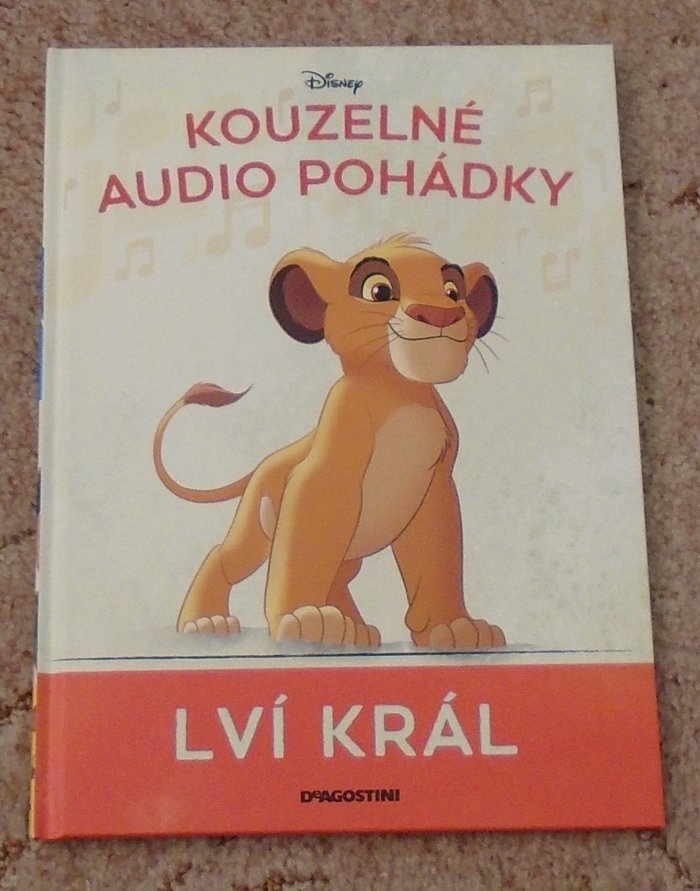 Disney
KOUZELNÉ
AUDIO POHÁDKY
LVÍ KRÁL
DeAGOSTINI